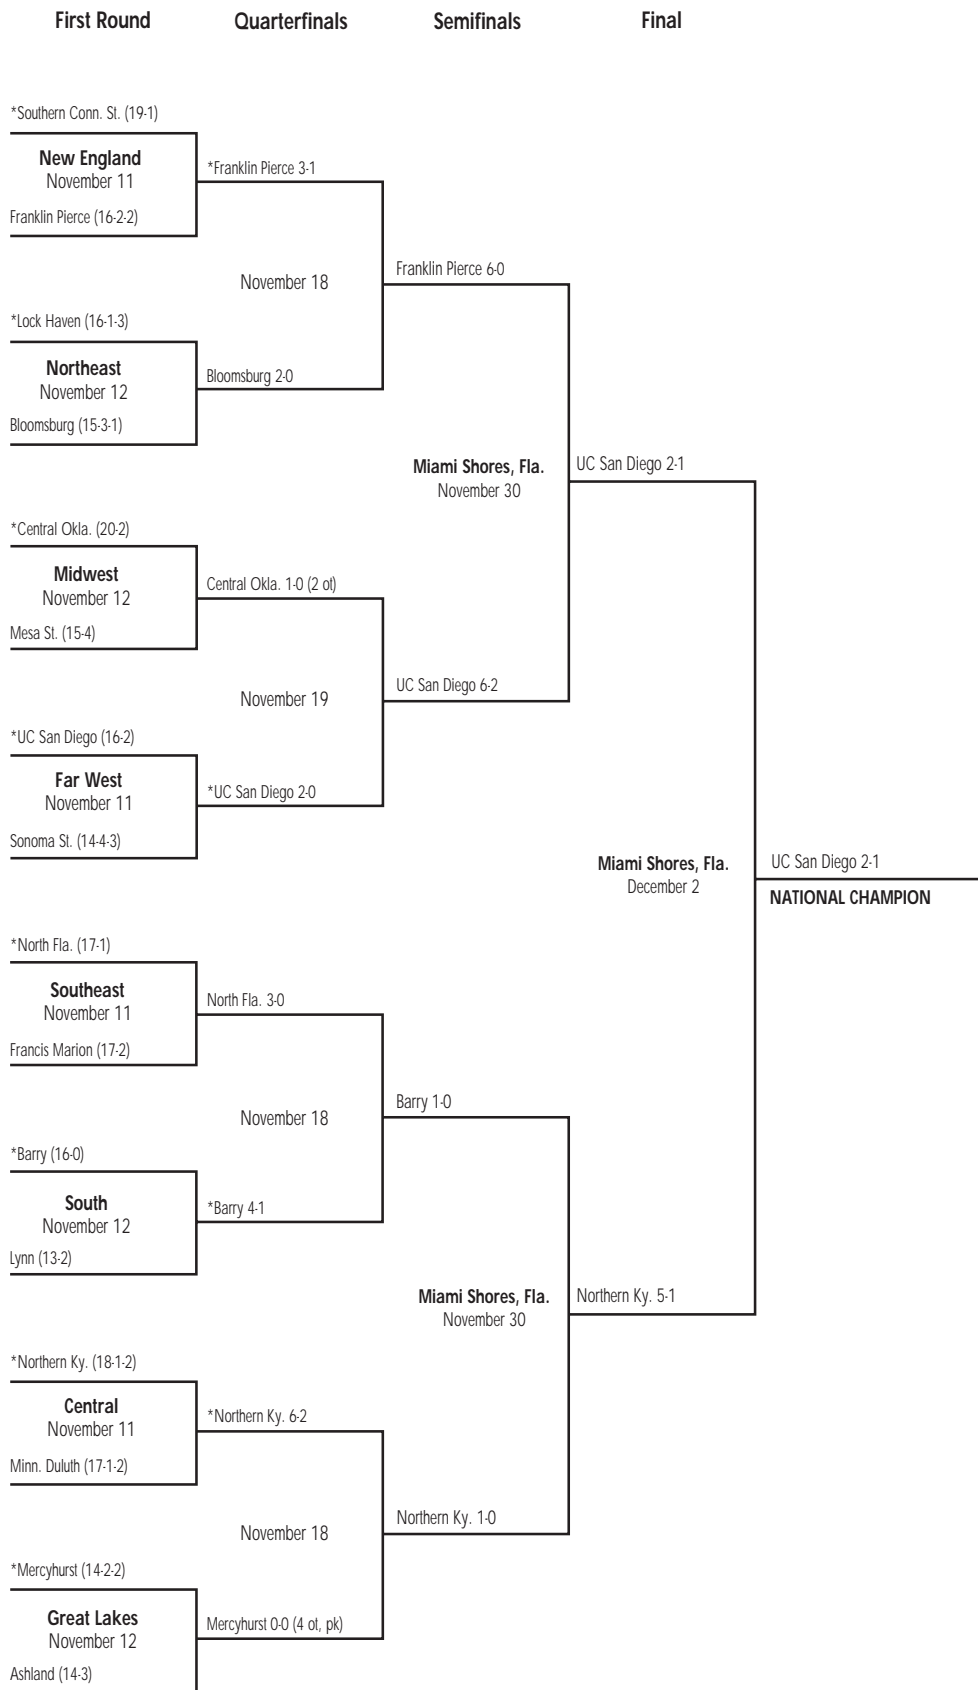 First Round
Quarterfinals
Semifinals
Final
*Southern Conn. St. (19-1)
New England
November 11
Franklin Pierce (16-2-2)
*Franklin Pierce 3-1
November 18
Franklin Pierce 6-0
*Lock Haven (16-1-3)
Northeast
November 12
Bloomsburg (15-3-1)
Bloomsburg 2-0
Miami Shores, Fla.
November 30
UC San Diego 2-1
*Central Okla. (20-2)
Midwest
November 12
Mesa St. (15-4)
Central Okla. 1-0 (2 ot)
November 19
UC San Diego 6-2
*UC San Diego (16-2)
Far West
November 11
Sonoma St. (14-4-3)
*UC San Diego 2-0
Miami Shores, Fla.
December 2
UC San Diego 2-1
NATIONAL CHAMPION
*North Fla. (17-1)
Southeast
November 11
Francis Marion (17-2)
North Fla. 3-0
November 18
Barry 1-0
*Barry (16-0)
South
November 12
Lynn (13-2)
*Barry 4-1
Miami Shores, Fla.
November 30
Northern Ky. 5-1
*Northern Ky. (18-1-2)
Central
November 11
Minn. Duluth (17-1-2)
*Northern Ky. 6-2
November 18
Northern Ky. 1-0
*Mercyhurst (14-2-2)
Great Lakes
November 12
Ashland (14-3)
Mercyhurst 0-0 (4 ot, pk)